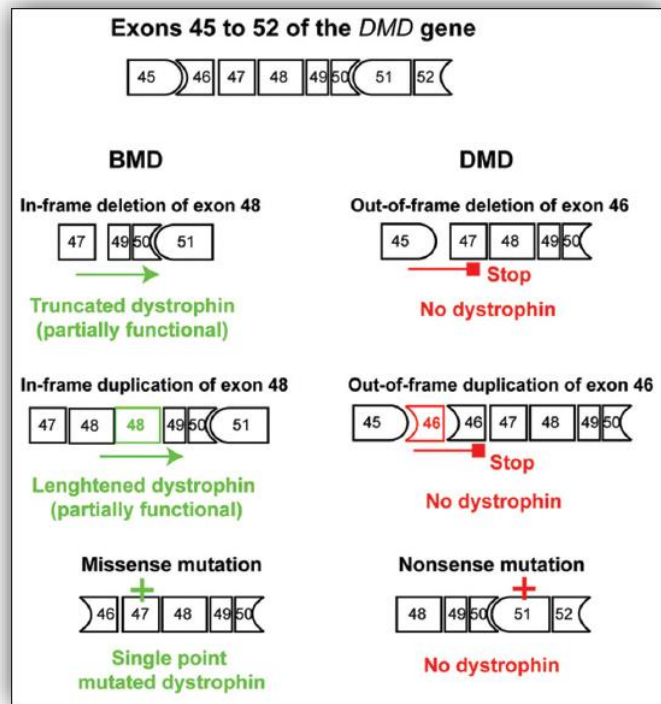 Exons 45 to 52 of the DMD gene
45 46 47 48 49 50 51 52
BMD
In-frame deletion of exon 48
47 49 50 51
Truncated dystrophin
(partially functional)
In-frame duplication of exon 48
47 48 48 49 50 51
Lenghtened dystrophin
(partially functional)
Missense mutation
46 47 48 49 50
Single point
mutated dystrophin
DMD
Out-of-frame deletion of exon 46
45 47 48 49 50
Stop
No dystrophin
Out-of-frame duplication of exon 46
45 46 46 47 48 49 50
Stop
No dystrophin
Nonsense mutation
48 49 50 51 52
No dystrophin